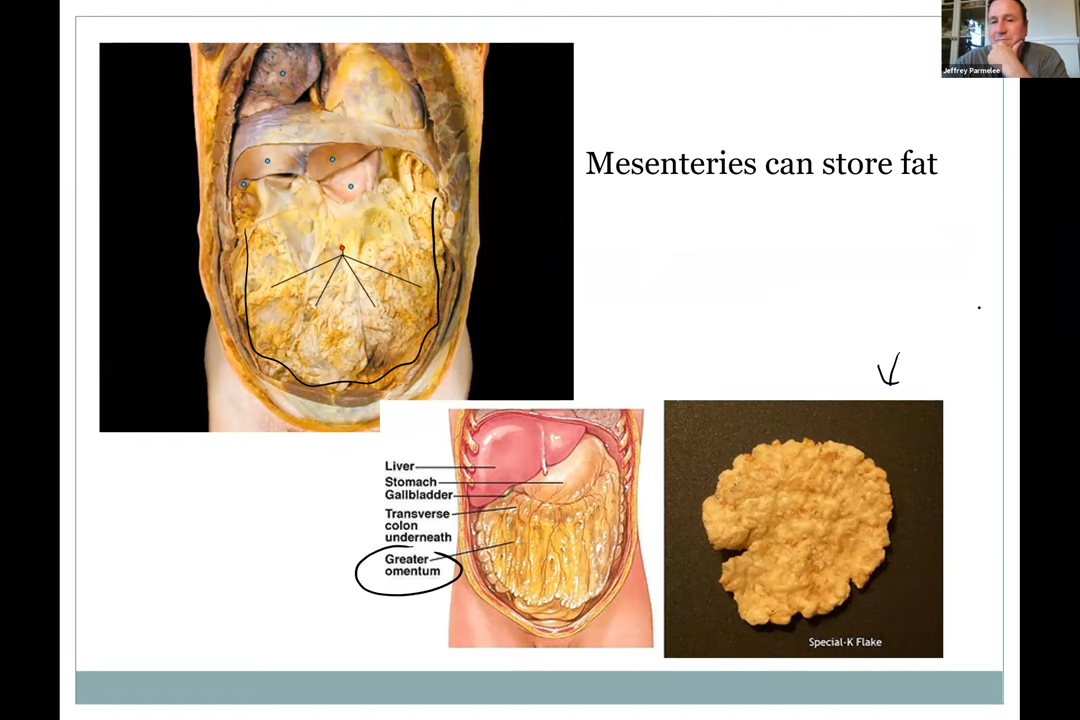 Jeffrey Parmelee
Mesenteries can store fat
Liver
Stomach
Gallbladder
Transverse
colon
underneath
Greater
omentum
Special-K Flake